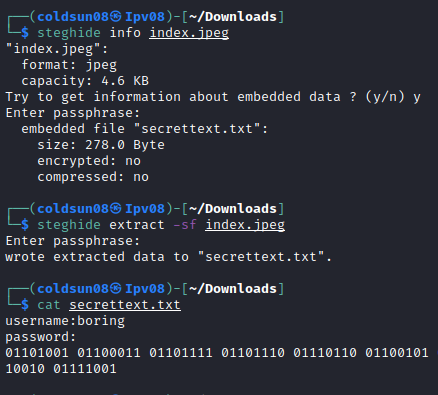 ┌──(coldsun08㉿Ipv08)-[~/Downloads]
└─$ steghide info index.jpeg
"index.jpeg":
  format: jpeg
  capacity: 4.6 KB
Try to get information about embedded data ? (y/n) y
Enter passphrase:
  embedded file "secrettext.txt":
    size: 278.0 Byte
    encrypted: no
    compressed: no
┌──(coldsun08㉿Ipv08)-[~/Downloads]
└─$ steghide extract -sf index.jpeg
Enter passphrase:
wrote extracted data to "secrettext.txt".
┌──(coldsun08㉿Ipv08)-[~/Downloads]
└─$ cat secrettext.txt
username:boring
password:
01101001 01100011 01101111 01101110 01110110 01100101
10010 01111001